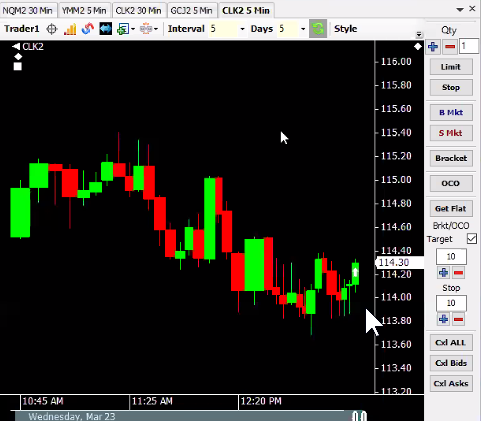 NQM2 30 Min YMM2 5 Min CLK2 30 Min GCJ2 5 Min CLK2 5 Min
Trader1 Interval 5 Days 5 Style
Qty
1
CLK2
Limit
Stop
B Mkt
S Mkt
Bracket
OCO
Get Flat
Brkt/OCO
Target
10
Stop
10
Cxl ALL
Cxl Bids
Cxl Asks
116.00
115.80
115.60
115.40
115.20
115.00
114.80
114.60
114.40
114.30
114.20
114.00
113.80
113.60
113.40
113.20
10:45 AM 11:25 AM 12:20 PM
Wednesday, Mar 23